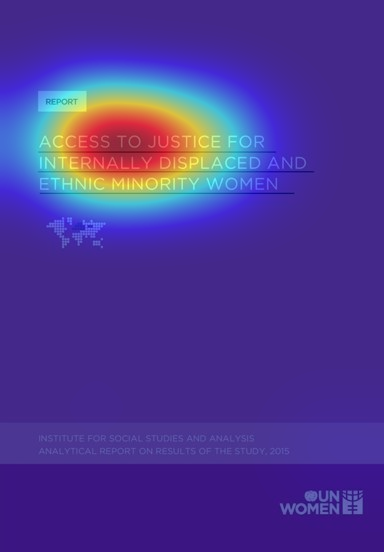 REPORT
ACCESS TO JUSTICE FOR
INTERNALLY DISPLACED AND
ETHNIC MINORITY WOMEN
INSTITUTE FOR SOCIAL STUDIES AND ANALYSIS
ANALYTICAL REPORT ON RESULTS OF THE STUDY, 2015
UN
WOMEN